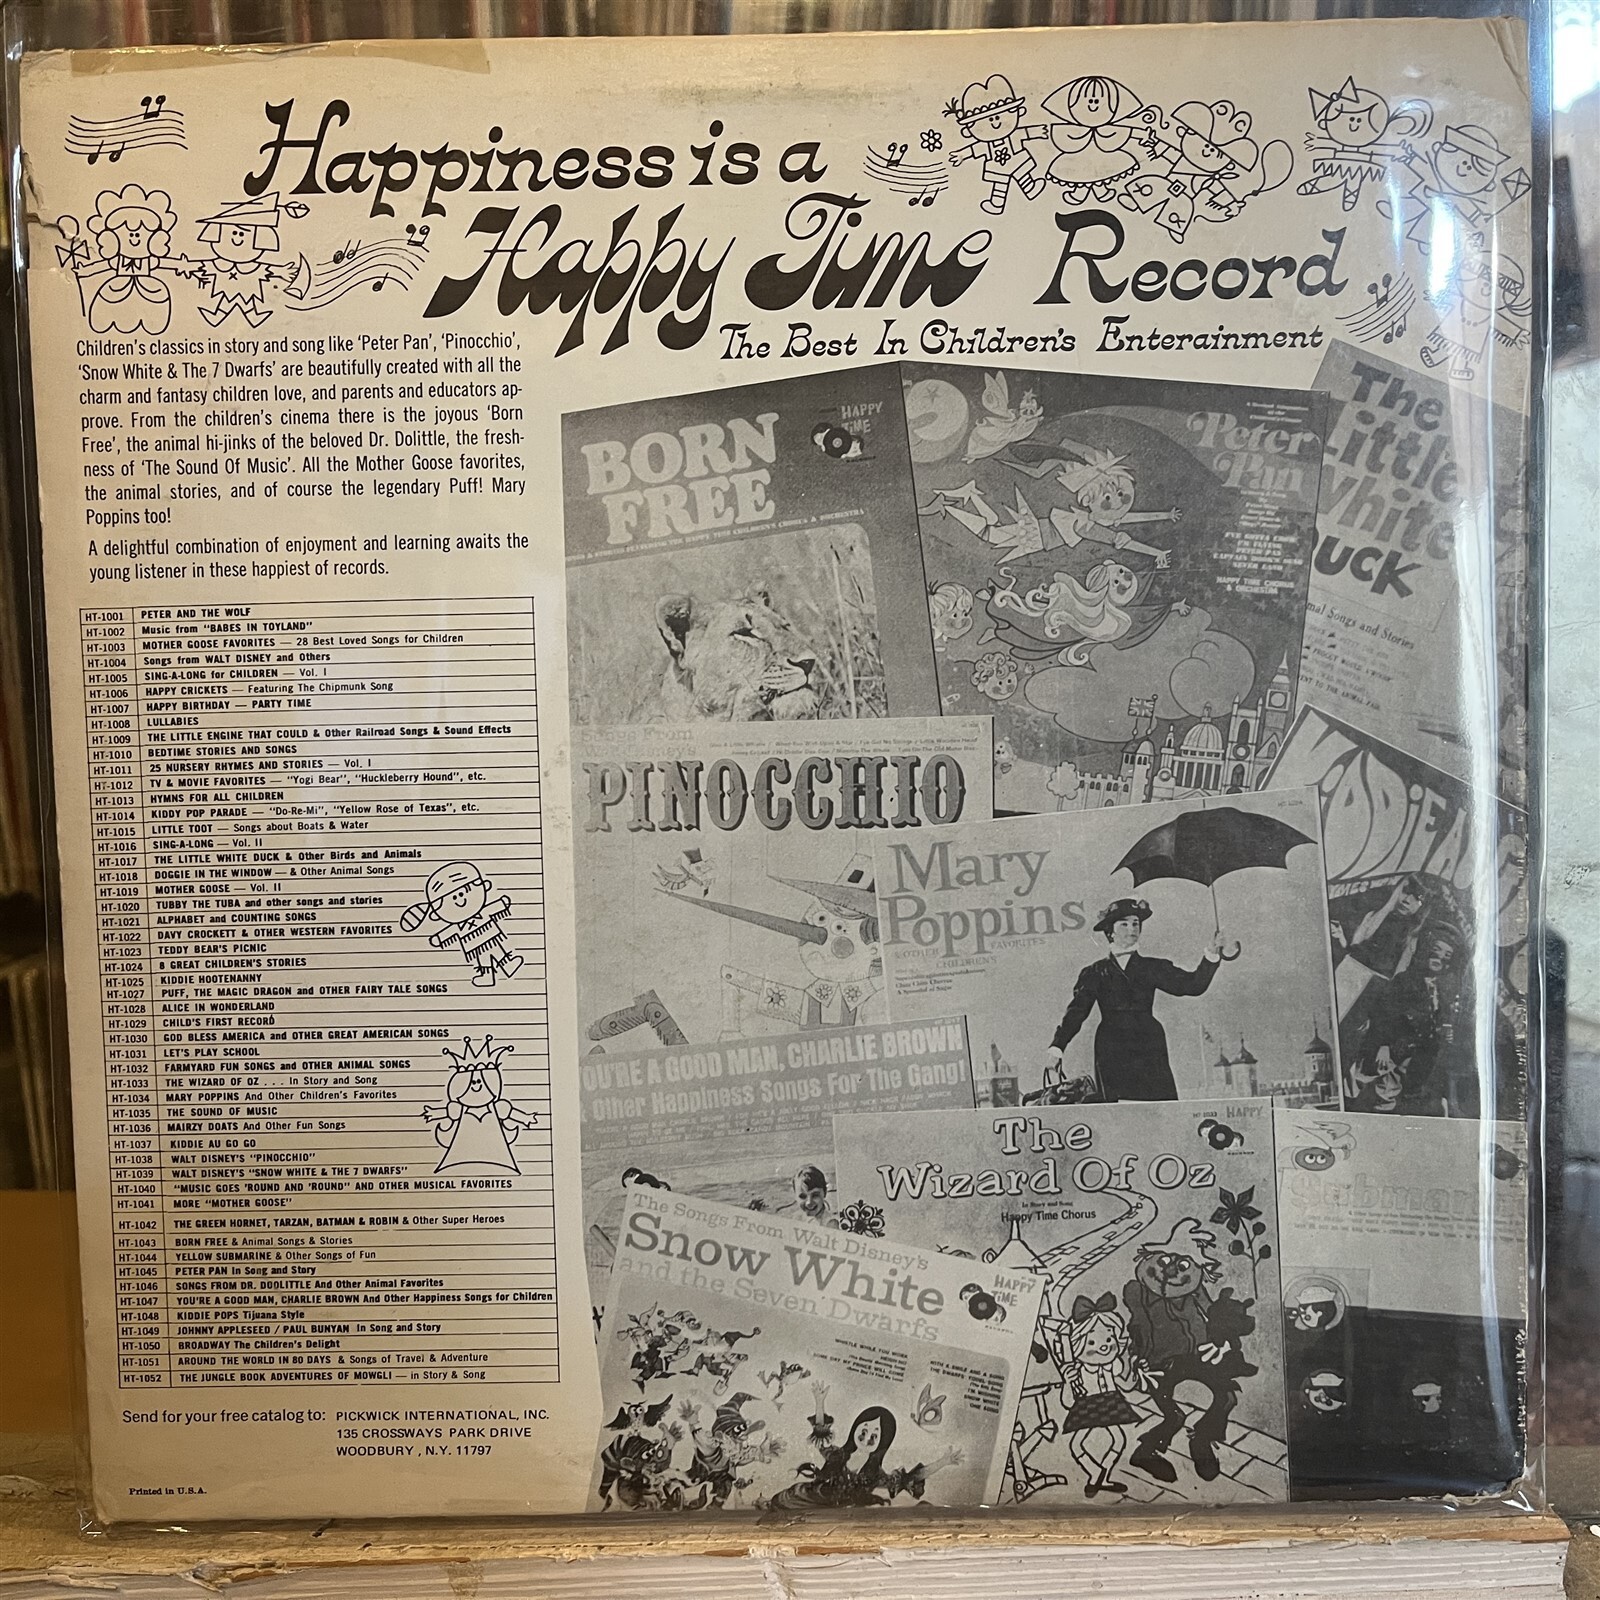 Happiness is a
Happy Time Record
The Best In Children's Enterainment
Children's classics in story and song like 'Peter Pan', 'Pinocchio',
'Snow White & The 7 Dwarfs' are beautifully created with all the
charm and fantasy children love, and parents and educators ap-
prove. From the children's cinema there is the joyous 'Born
Free', the animal hi-jinks of the beloved Dr. Dolittle, the fresh-
ness of 'The Sound Of Music'. All the Mother Goose favorites,
the animal stories, and of course the legendary Puff! Mary
Poppins too!
A delightful combination of enjoyment and learning awaits the
young listener in these happiest of records.
HT-1001 PETER AND THE WOLF
HT-1002 Music from "BABES IN TOYLAND"
HT-1003 MOTHER GOOSE FAVORITES — 28 Best Loved Songs for Children
HT-1004 Songs from WALT DISNEY and Others
HT-1005 SING-A-LONG for CHILDREN — Vol. I
HT-1006 HAPPY CRICKETS — Featuring The Chipmunk Song
HT-1007 HAPPY BIRTHDAY — PARTY TIME
HT-1008 LULLABIES
HT-1009 THE LITTLE ENGINE THAT COULD & Other Railroad Songs & Sound Effects
HT-1010 BEDTIME STORIES AND SONGS
HT-1011 25 NURSERY RHYMES AND STORIES — Vol. I
HT-1012 TV & MOVIE FAVORITES — "Yogi Bear", "Huckleberry Hound", etc.
HT-1013 HYMNS FOR ALL CHILDREN
HT-1014 KIDDY POP PARADE — "Do-Re-Mi", "Yellow Rose of Texas", etc.
HT-1015 LITTLE TOOT — Songs about Boats & Water
HT-1016 SING-A-LONG — Vol. II
HT-1017 THE LITTLE WHITE DUCK & Other Birds and Animals
HT-1018 DOGGIE IN THE WINDOW — & Other Animal Songs
HT-1019 MOTHER GOOSE — Vol. II
HT-1020 TUBBY THE TUBA and other songs and stories
HT-1021 ALPHABET and COUNTING SONGS
HT-1022 DAVY CROCKETT & OTHER WESTERN FAVORITES
HT-1023 TEDDY BEAR'S PICNIC
HT-1024 8 GREAT CHILDREN'S STORIES
HT-1025 KIDDIE HOOTENANNY
HT-1027 PUFF, THE MAGIC DRAGON and OTHER FAIRY TALE SONGS
HT-1028 ALICE IN WONDERLAND
HT-1029 CHILD'S FIRST RECORD
HT-1030 GOD BLESS AMERICA and OTHER GREAT AMERICAN SONGS
HT-1031 LET'S PLAY SCHOOL
HT-1032 FARMYARD FUN SONGS and OTHER ANIMAL SONGS
HT-1033 THE WIZARD OF OZ . . . In Story and Song
HT-1034 MARY POPPINS And Other Children's Favorites
HT-1035 THE SOUND OF MUSIC
HT-1036 MAIRZY DOATS And Other Fun Songs
HT-1037 KIDDIE AU GO GO
HT-1038 WALT DISNEY'S "PINOCCHIO"
HT-1039 WALT DISNEY'S "SNOW WHITE & THE 7 DWARFS"
HT-1040 "MUSIC GOES 'ROUND AND 'ROUND" AND OTHER MUSICAL FAVORITES
HT-1041 MORE "MOTHER GOOSE"
HT-1042 THE GREEN HORNET, TARZAN, BATMAN & ROBIN & Other Super Heroes
HT-1043 BORN FREE & Animal Songs & Stories
HT-1044 YELLOW SUBMARINE & Other Songs of Fun
HT-1045 PETER PAN In Song and Story
HT-1046 SONGS FROM DR. DOOLITTLE And Other Animal Favorites
HT-1047 YOU'RE A GOOD MAN, CHARLIE BROWN And Other Happiness Songs for Children
HT-1048 KIDDIE POPS Tijuana Style
HT-1049 JOHNNY APPLESEED / PAUL BUNYAN In Song and Story
HT-1050 BROADWAY The Children's Delight
HT-1051 AROUND THE WORLD IN 80 DAYS & Songs of Travel & Adventure
HT-1052 THE JUNGLE BOOK ADVENTURES OF MOWGLI — in Story & Song
Send for your free catalog to: PICKWICK INTERNATIONAL, INC.
135 CROSSWAYS PARK DRIVE
WOODBURY, N.Y. 11797
Printed in U.S.A.
BORN
FREE
HAPPY
TIME
Peter
Pan
HAPPY TIME CHORUS
& ORCHESTRA
The
Little
White
DUCK
PINOCCHIO
Mary
Poppins
CHILDREN'S
FAVORITES
OU'RE A GOOD MAN, CHARLIE BROWN
Other Happiness Songs For The Gang!
The
Wizard Of Oz
In Story and Song
Happy Time Chorus
HAPPY
The Songs From Walt Disney's
Snow White
and the Seven Dwarfs
HAPPY
TIME